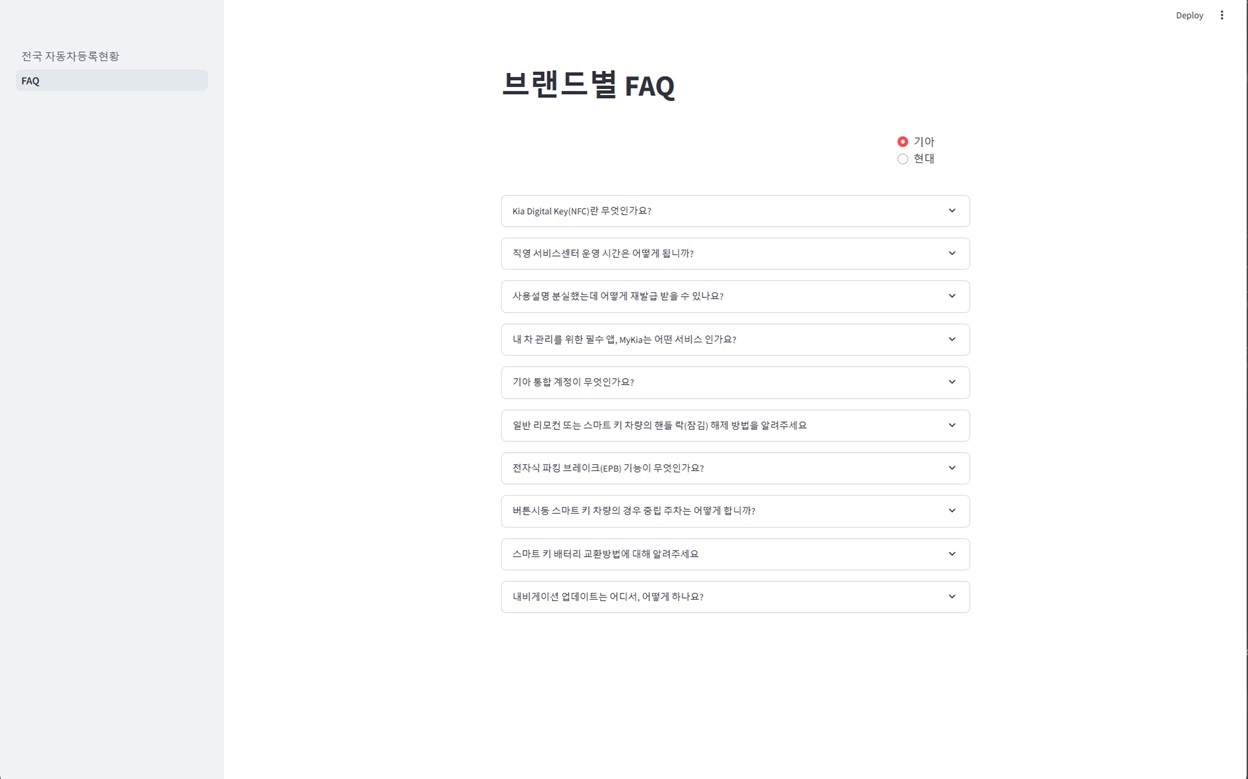 Deploy
전국 자동차등록현황
FAQ
브랜드별 FAQ
기아
현대
Kia Digital Key(NFC)란 무엇인가요?
직영 서비스센터 운영 시간은 어떻게 됩니까?
사용설명 분실했는데 어떻게 재발급 받을 수 있나요?
내 차 관리를 위한 필수 앱, MyKia는 어떤 서비스 인가요?
기아 통합 계정이 무엇인가요?
일반 리모컨 또는 스마트 키 차량의 핸들 락(잠김) 해제 방법을 알려주세요
전자식 파킹 브레이크(EPB) 기능이 무엇인가요?
버튼시동 스마트 키 차량의 경우 중립 주차는 어떻게 합니까?
스마트 키 배터리 교환방법에 대해 알려주세요
내비게이션 업데이트는 어디서, 어떻게 하나요?